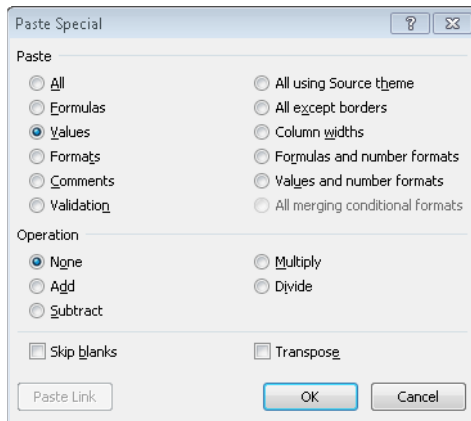 Paste Special
Paste
All
All using Source theme
Formulas
All except borders
Values
Column widths
Formats
Formulas and number formats
Comments
Values and number formats
Validation
All merging conditional formats
Operation
None
Multiply
Add
Divide
Subtract
Skip blanks
Transpose
Paste Link
OK
Cancel